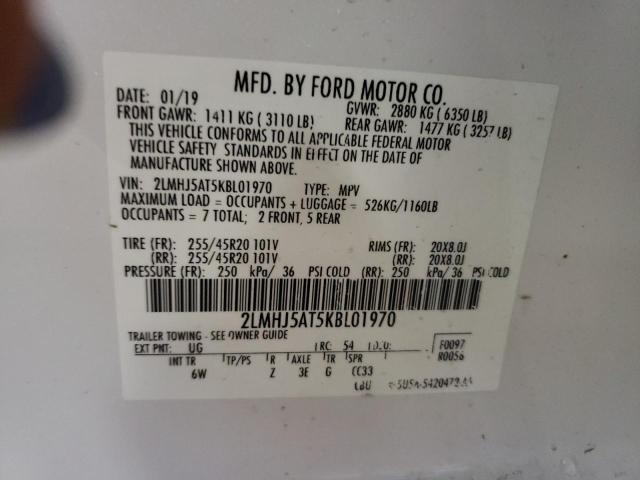 MFD. BY FORD MOTOR CO.
DATE: 01/19 GVWR: 2880 KG ( 6350 LB)
FRONT GAWR: 1411 KG ( 3110 LB) REAR GAWR: 1477 KG ( 3257 LB)
THIS VEHICLE CONFORMS TO ALL APPLICABLE FEDERAL MOTOR
VEHICLE SAFETY STANDARDS IN EFFECT ON THE DATE OF
MANUFACTURE SHOWN ABOVE.
VIN: 2LMHJ5AT5KBL01970 TYPE: MPV
MAXIMUM LOAD = OCCUPANTS + LUGGAGE = 526KG/1160LB
OCCUPANTS = 7 TOTAL; 2 FRONT, 5 REAR
TIRE (FR): 255/45R20 101V RIMS (FR): 20X8.0J
(RR): 255/45R20 101V (RR): 20X8.0J
PRESSURE (FR): 250 kPa/ 36 PSI COLD (RR): 250 kPa/ 36 PSI COLD
2LMHJ5AT5KBL01970
TRAILER TOWING - SEE OWNER GUIDE
EXT PNT: UG RC: 54 F0097
R0056
INT TR TP/PS R AXLE TR SPR
6W Z 3E G CC33